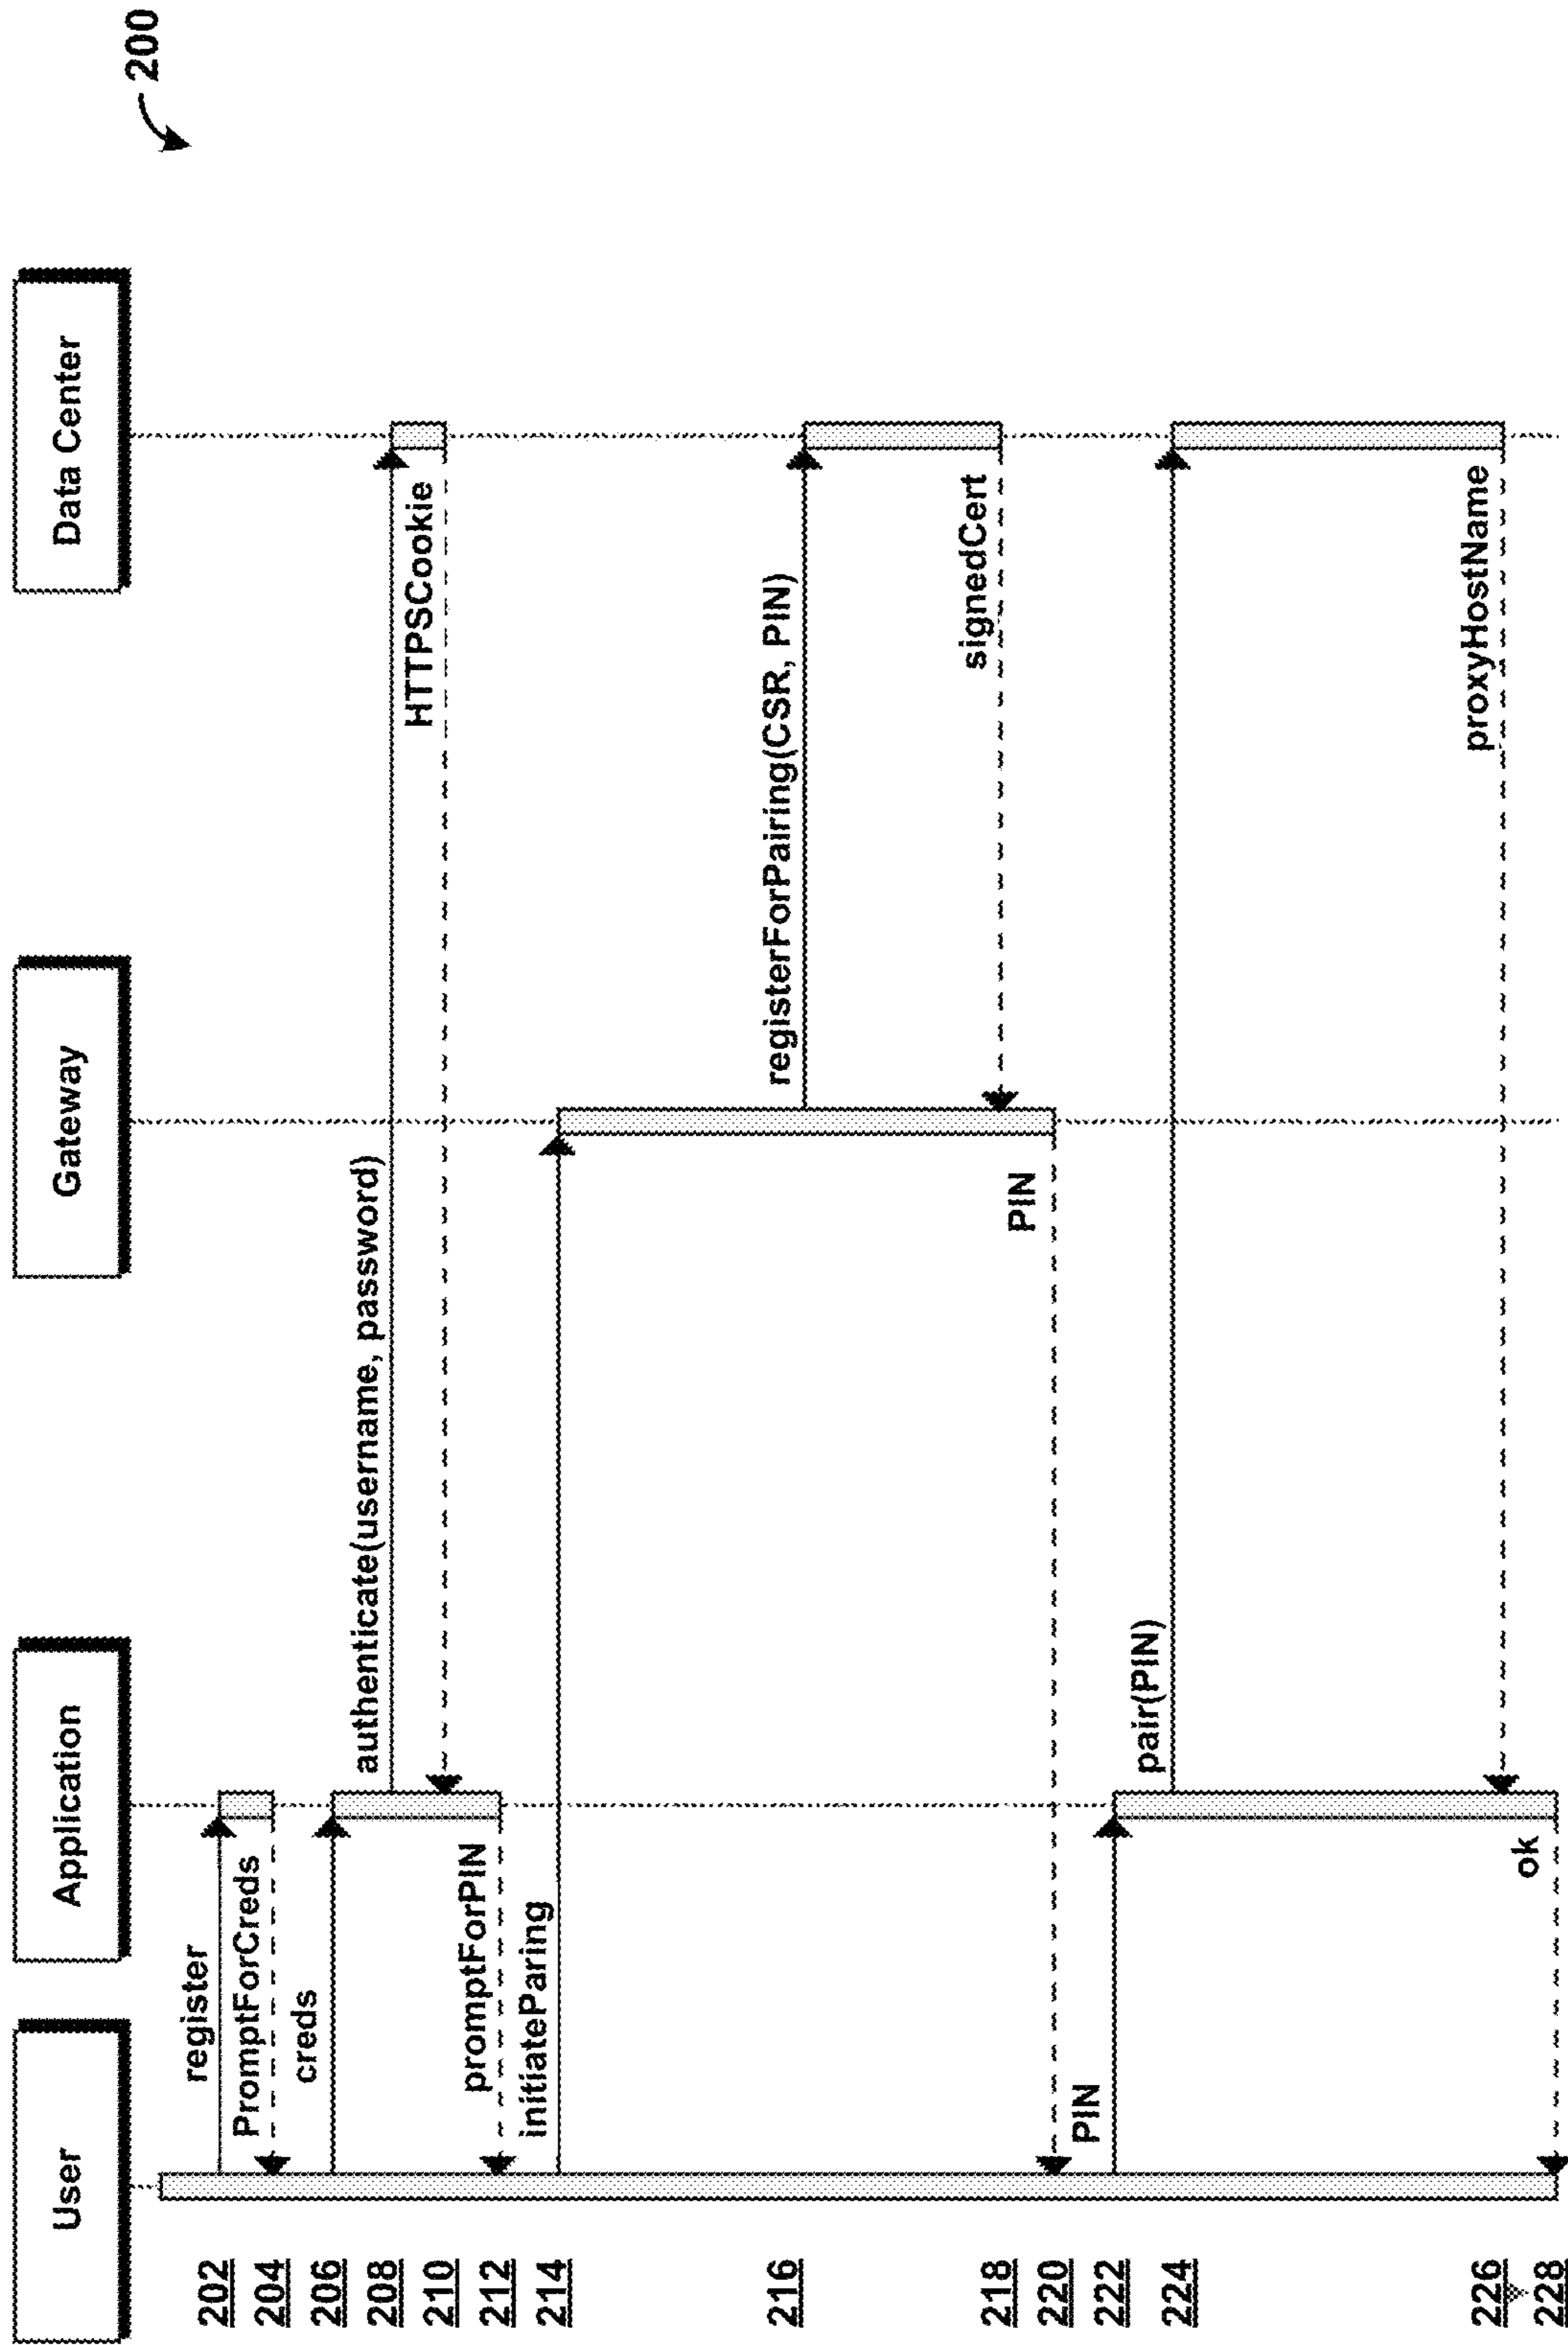 200
User
Application
Gateway
Data Center
202
register
204
PromptForCreds
206
creds
208
authenticate(username, password)
210
HTTPSCookie
212
promptForPIN
214
initiateParing
216
registerForPairing(CSR, PIN)
218
signedCert
220
PIN
222
PIN
224
pair(PIN)
226
proxyHostName
228
ok